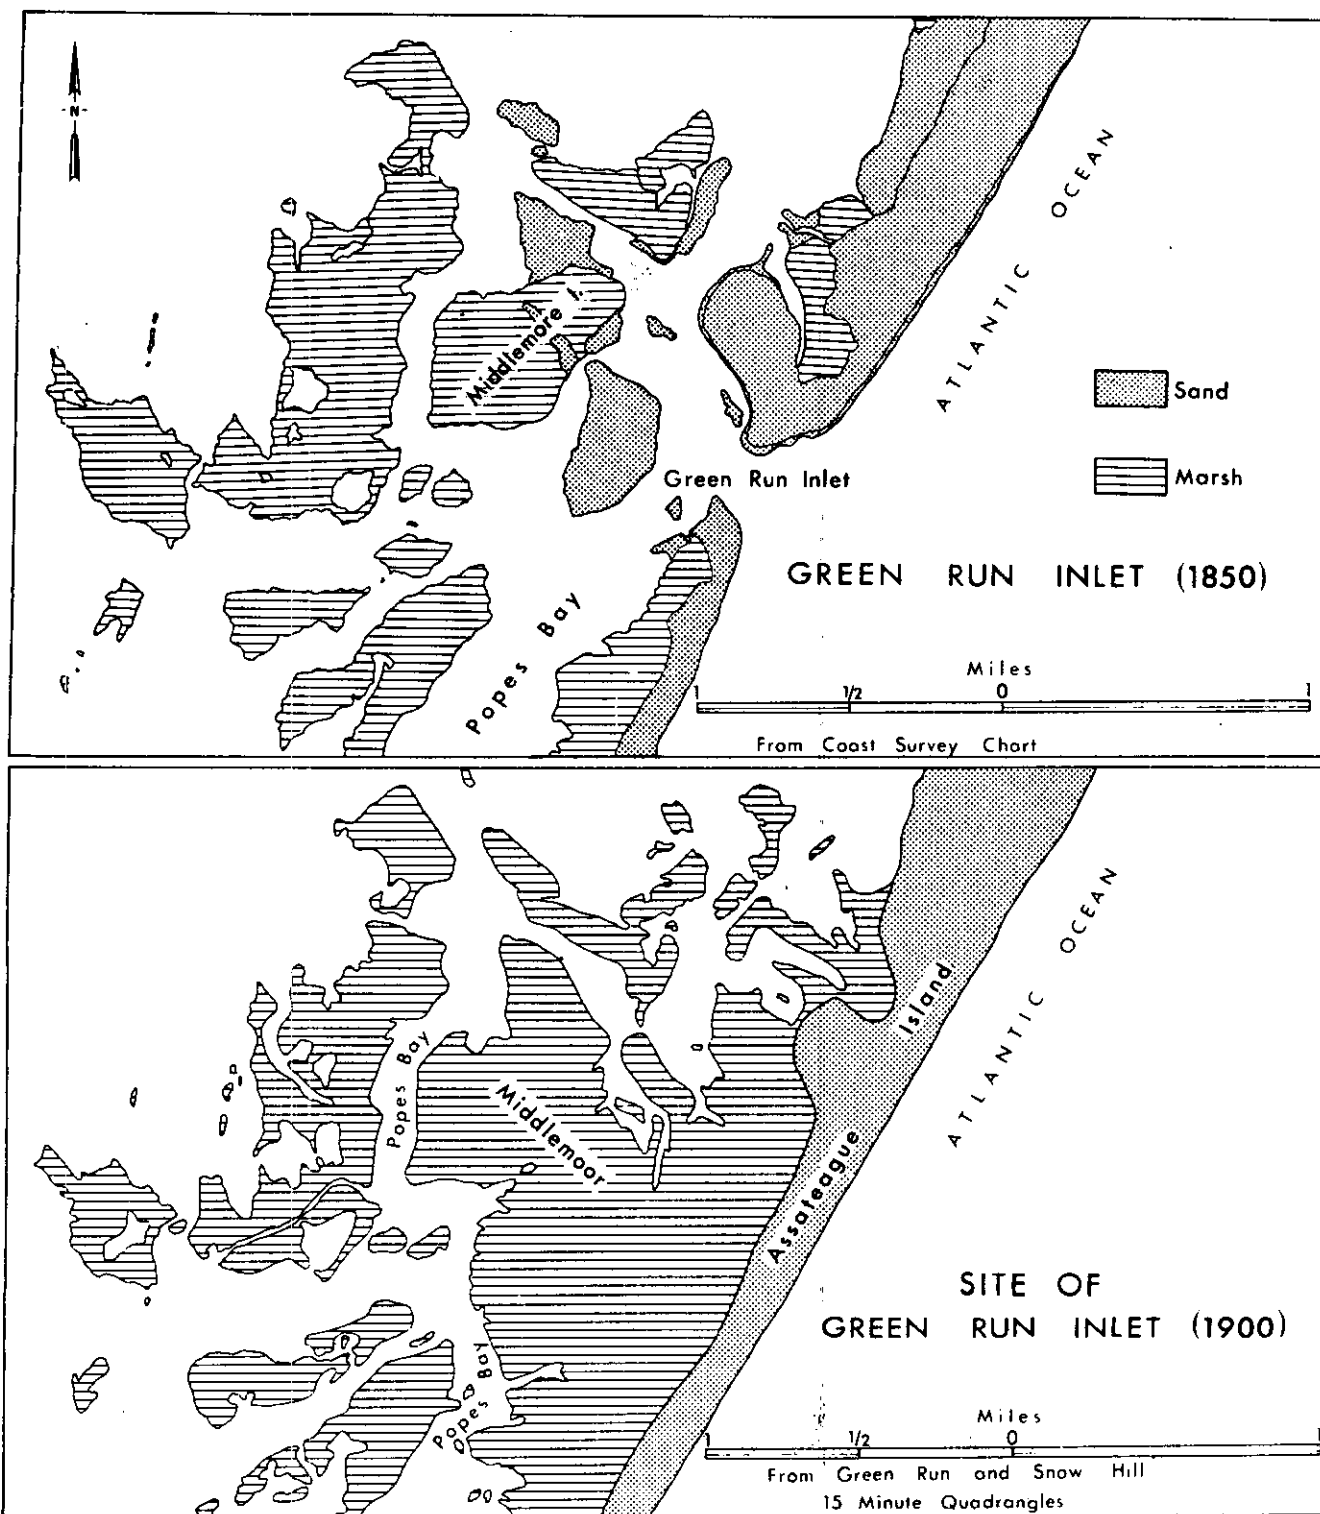 N
ATLANTIC OCEAN
Middlemore I.
Sand
Marsh
Green Run Inlet
GREEN RUN INLET (1850)
Popes Bay
Miles
1 1/2 0 1
From Coast Survey Chart
ATLANTIC OCEAN
Island
Popes Bay
Middlemoor
Assateague
SITE OF
GREEN RUN INLET (1900)
Popes Bay
Miles
1 1/2 0 1
From Green Run and Snow Hill
15 Minute Quadrangles